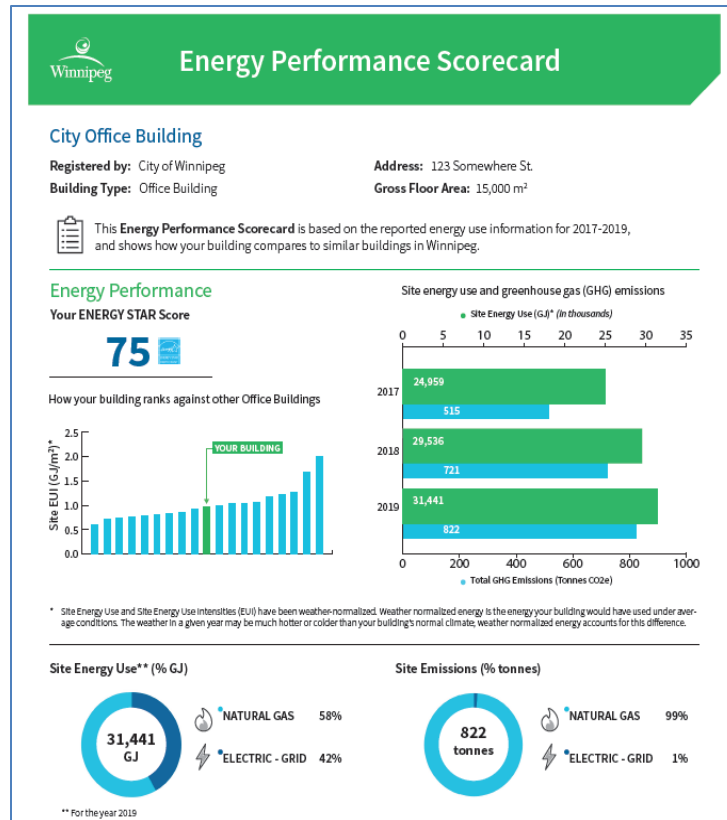 Winnipeg
Energy Performance Scorecard
City Office Building
Registered by: City of Winnipeg
Address: 123 Somewhere St.
Building Type: Office Building
Gross Floor Area: 15,000 m²
This Energy Performance Scorecard is based on the reported energy use information for 2017-2019,
and shows how your building compares to similar buildings in Winnipeg.
Energy Performance
Your ENERGY STAR Score
75
How your building ranks against other Office Buildings
Site EUI (GJ/m²)*
2.5
2.0
1.5
1.0
0.5
0.0
YOUR BUILDING
Site energy use and greenhouse gas (GHG) emissions
Site Energy Use (GJ)* (in thousands)
0 5 10 15 20 25 30 35
2017
24,959
515
2018
29,536
721
2019
31,441
822
0 200 400 600 800 1000
Total GHG Emissions (Tonnes CO2e)
* Site Energy Use and Site Energy Use Intensities (EUI) have been weather-normalized. Weather normalized energy is the energy your building would have used under aver-
age conditions. The weather in a given year may be much hotter or colder than your building's normal climate, weather normalized energy accounts for this difference.
Site Energy Use** (% GJ)
31,441
GJ
NATURAL GAS 58%
ELECTRIC - GRID 42%
** For the year 2019
Site Emissions (% tonnes)
822
tonnes
NATURAL GAS 99%
ELECTRIC - GRID 1%